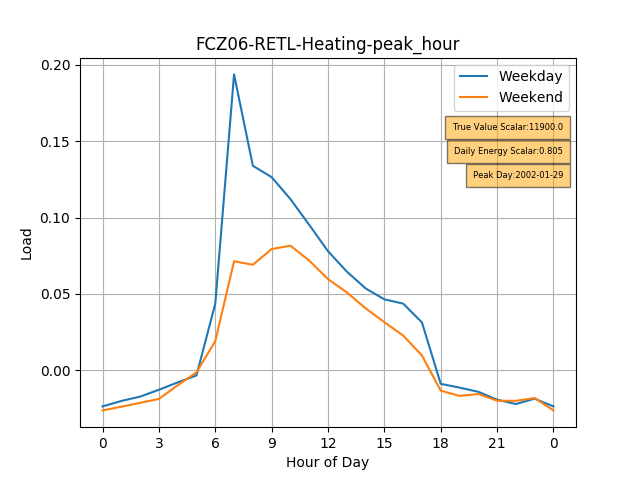 FCZ06-RETL-Heating-peak_hour
0.20
0.15
0.10
0.05
0.00
Load
Weekday
Weekend
True Value Scalar:11900.0
Daily Energy Scalar:0.805
Peak Day:2002-01-29
0 3 6 9 12 15 18 21 0
Hour of Day